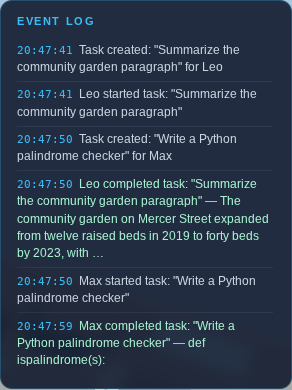 EVENT LOG
20:47:41 Task created: "Summarize the
community garden paragraph" for Leo
20:47:41 Leo started task: "Summarize the
community garden paragraph"
20:47:50 Task created: "Write a Python
palindrome checker" for Max
20:47:50 Leo completed task: "Summarize
the community garden paragraph" — The
community garden on Mercer Street expanded
from twelve raised beds in 2019 to forty beds
by 2023, with …
20:47:50 Max started task: "Write a Python
palindrome checker"
20:47:59 Max completed task: "Write a
Python palindrome checker" — def
ispalindrome(s):